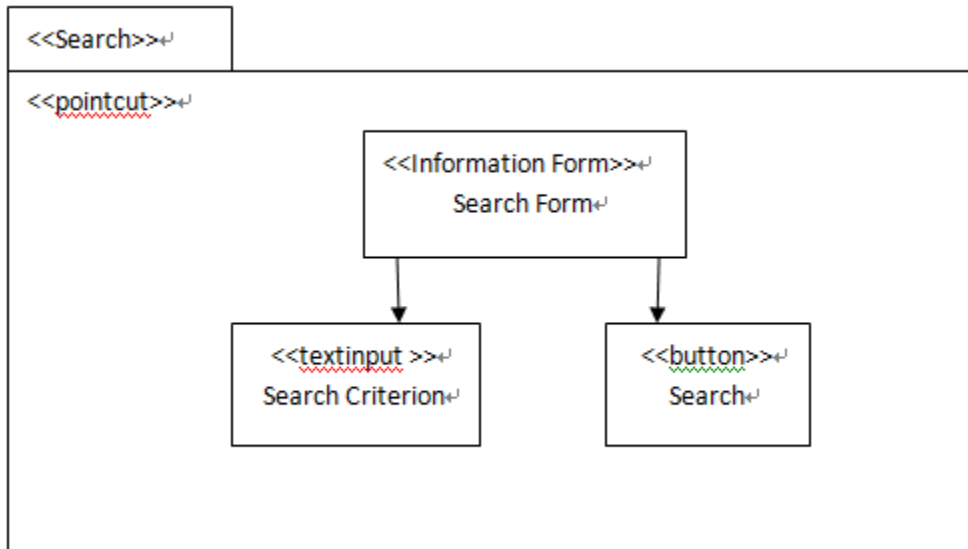 <<Search>>↵
<<pointcut>>↵
<<Information Form>>↵
Search Form↵
<<textinput >>↵
Search Criterion↵
<<button>>↵
Search↵